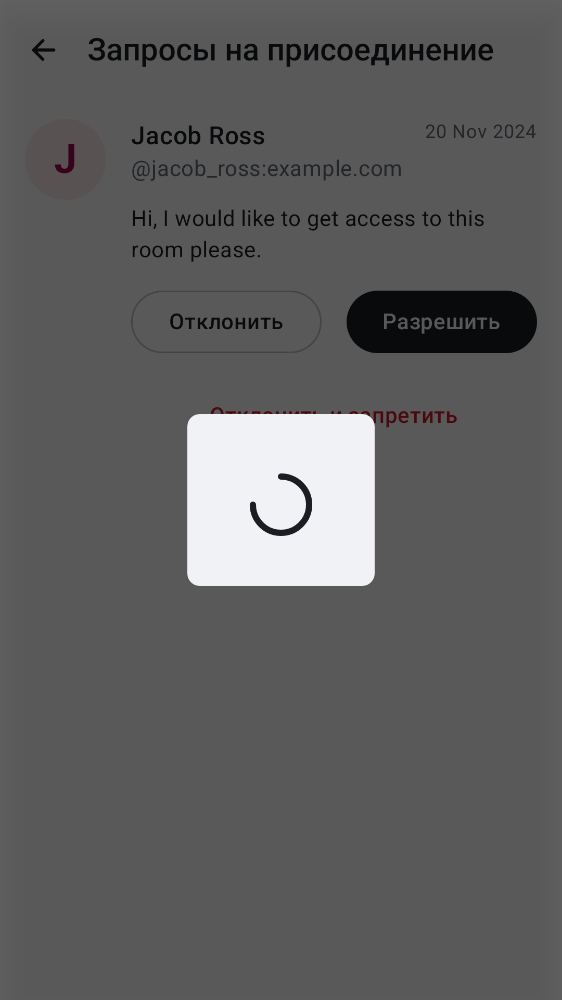 Запросы на присоединение
J
Jacob Ross
20 Nov 2024
@jacob_ross:example.com
Hi, I would like to get access to this
room please.
Отклонить
Разрешить
Отклонить и запретить